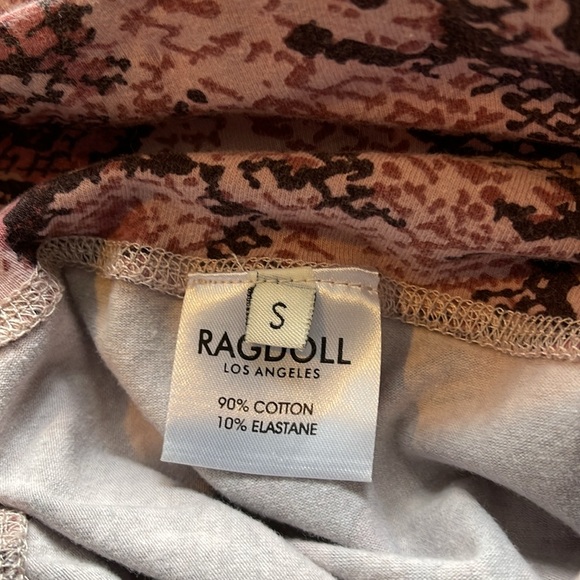 S
RAGDOLL
LOS ANGELES
90% COTTON
10% ELASTANE